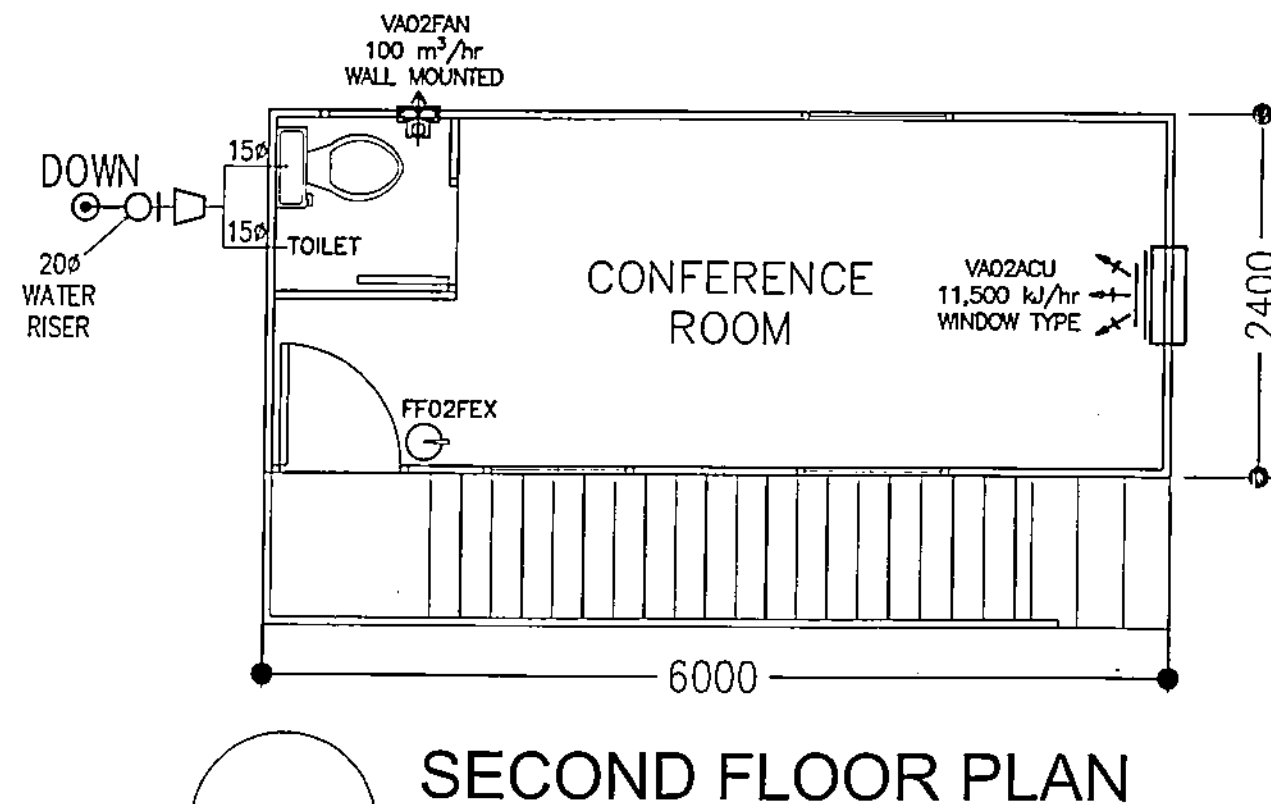 VA02FAN
100 m³/hr
WALL MOUNTED
DOWN
15ø
15ø
TOILET
20ø
WATER
RISER
CONFERENCE
ROOM
VA02ACU
11,500 kJ/hr
WINDOW TYPE
2400
FF02FEX
6000
SECOND FLOOR PLAN